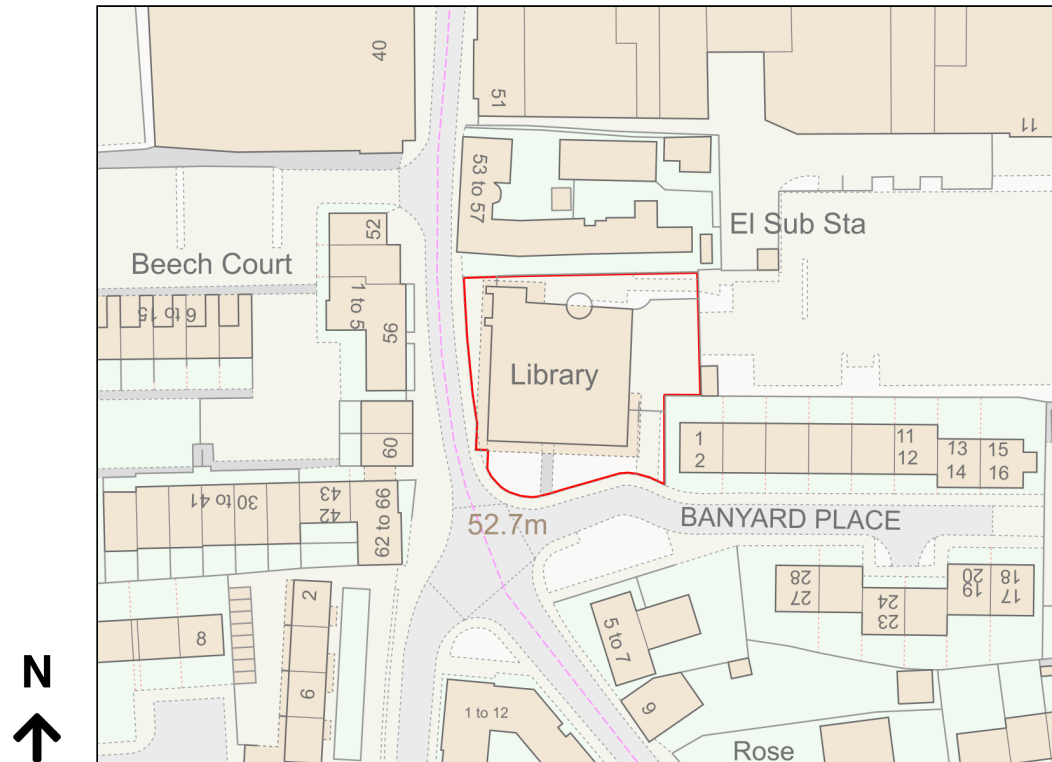 40
51
11
53 to 57
El Sub Sta
52
Beech Court
1 to 5
6 to 15
56
Library
60
1
2
11
12
13
14
15
16
30 to 41
43
42
62 to 66
52.7m
BANYARD PLACE
28
27
24
23
20
19
18
17
2
8
5 to 7
6
9
1 to 12
Rose
N